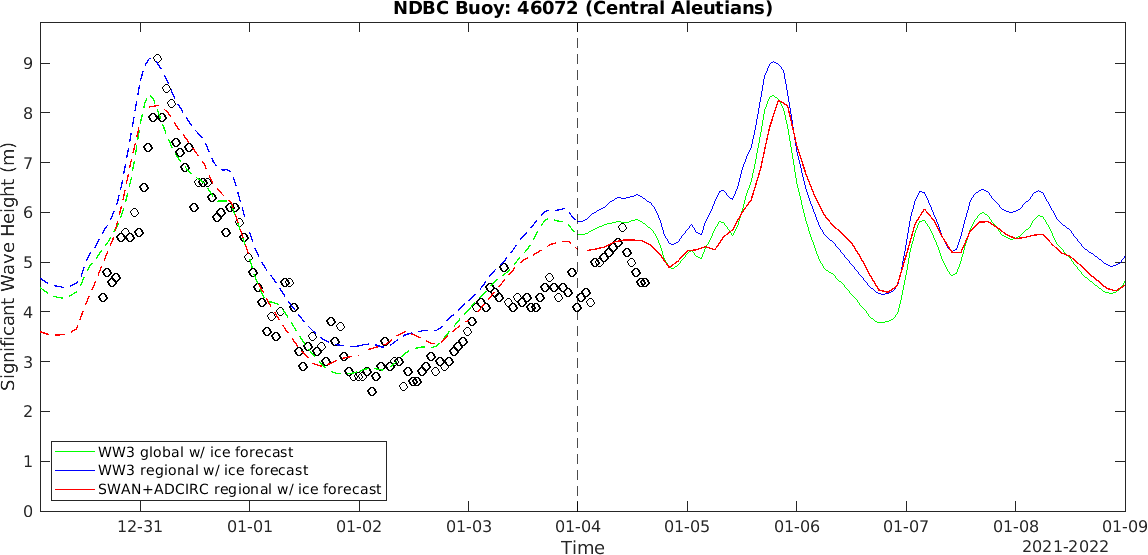 NDBC Buoy: 46072 (Central Aleutians)
Significant Wave Height (m)
9
8
7
6
5
4
3
2
1
0
WW3 global w/ ice forecast
WW3 regional w/ ice forecast
SWAN+ADCIRC regional w/ ice forecast
12-31 01-01 01-02 01-03 01-04 01-05 01-06 01-07 01-08 01-09
Time
2021-2022